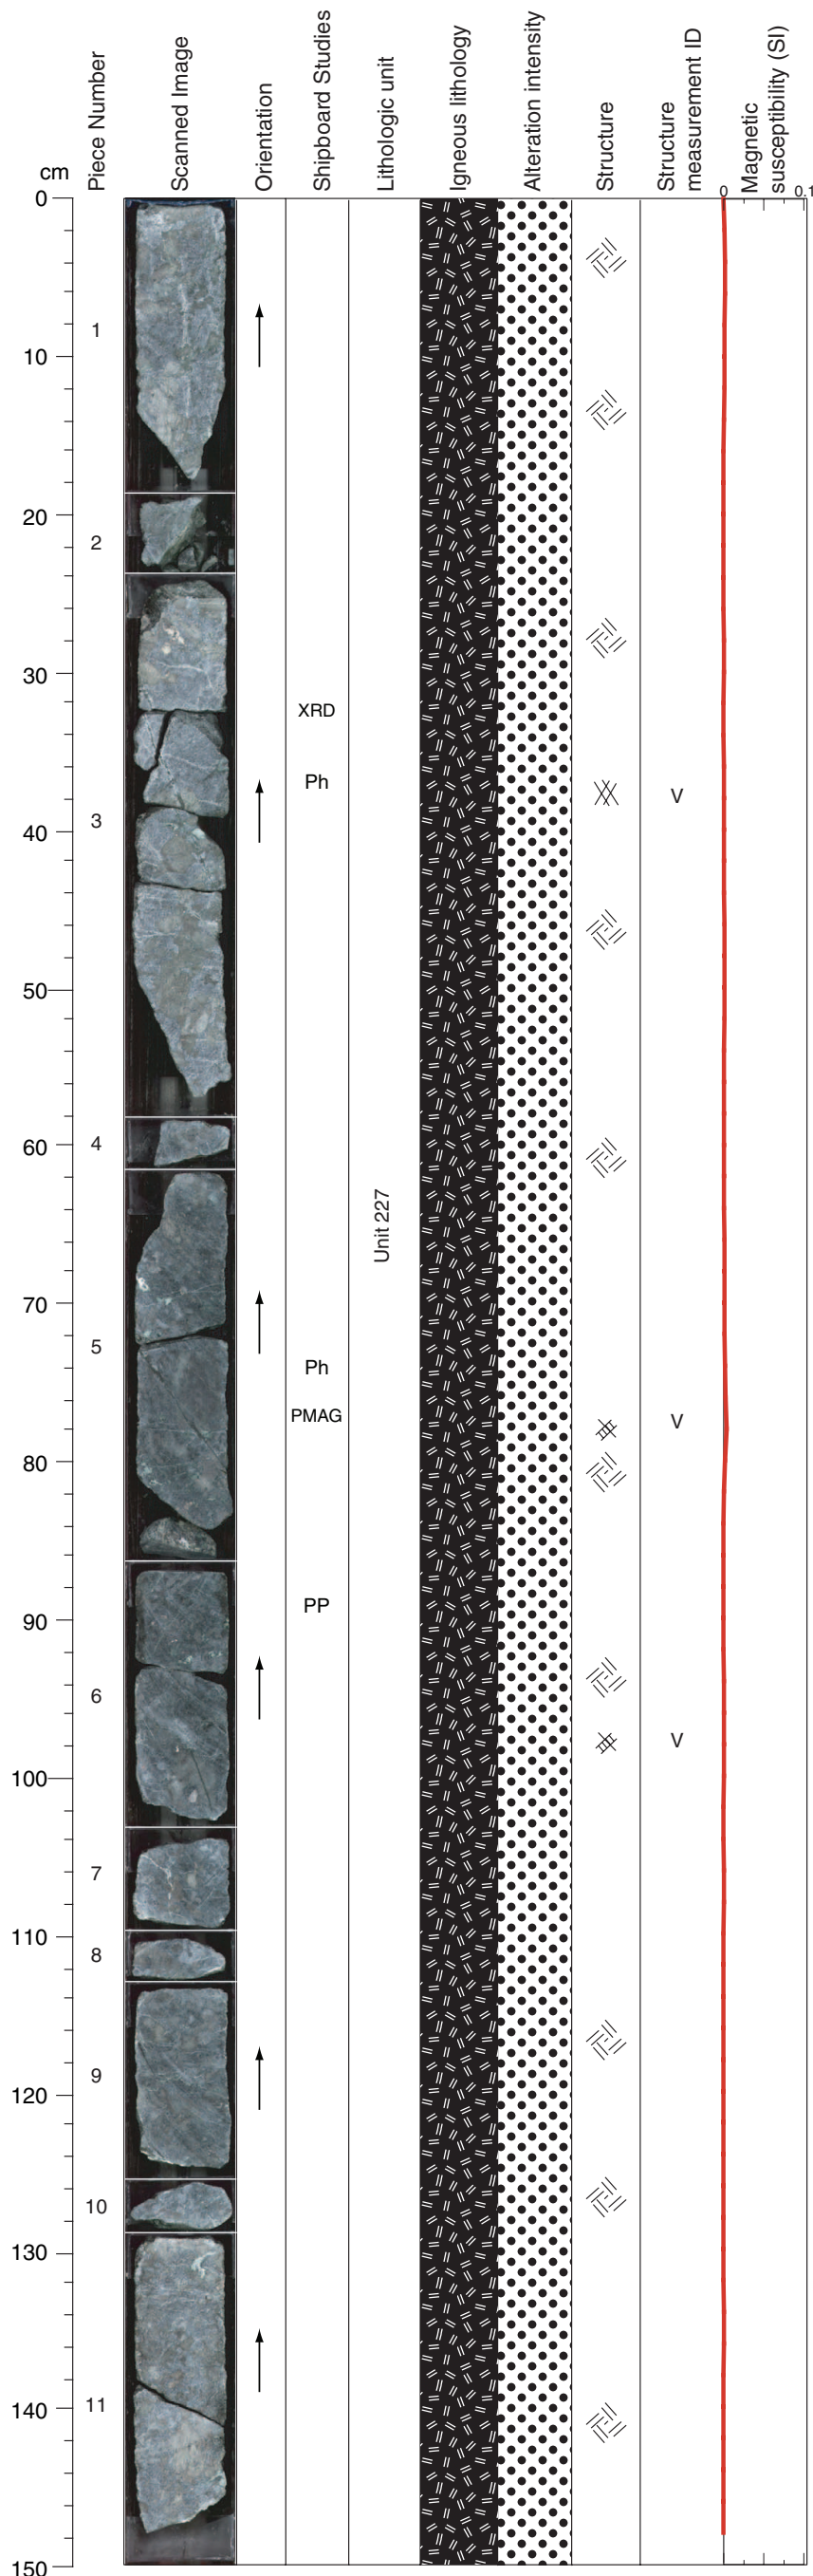 cm
Piece Number
Scanned Image
Orientation
Shipboard Studies
Lithologic unit
Igneous lithology
Alteration intensity
Structure
Structure
measurement ID
Magnetic
susceptibility (SI)
0 0.1
0
1
10
20
2
30
XRD
Ph
V
3
40
50
4
60
Unit 227
70
5
Ph
PMAG
V
80
PP
90
6
V
100
7
110
8
9
120
10
130
11
140
150